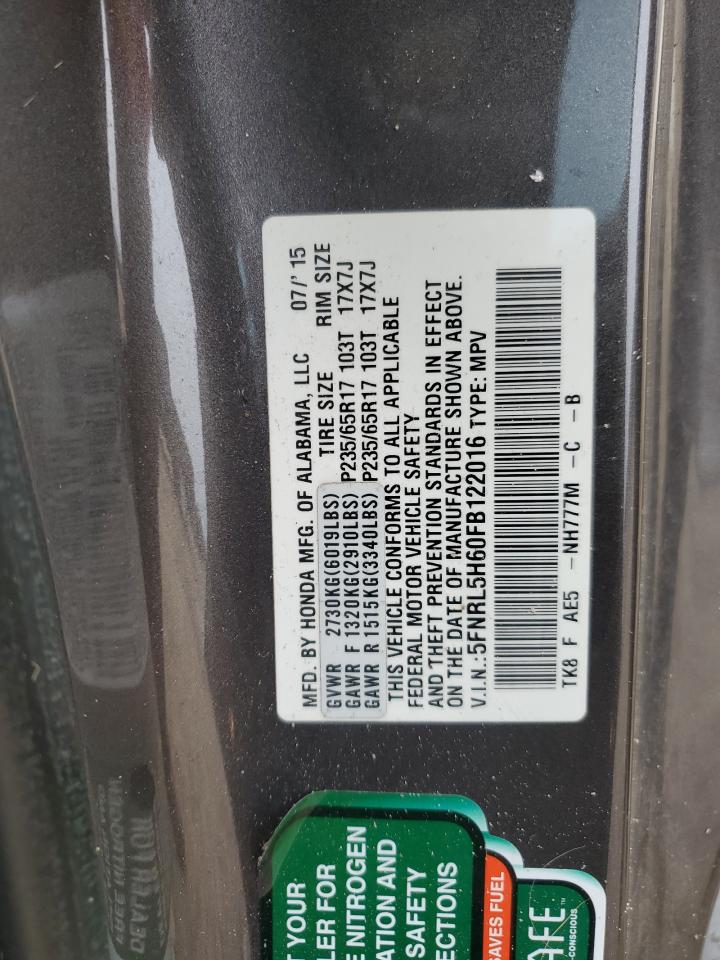 MFD. BY HONDA MFG. OF ALABAMA, LLC 07/'15
TIRE SIZE RIM SIZE
GVWR 2730KG(6019LBS)
GAWR F 1320KG(2910LBS) P235/65R17 103T 17X7J
GAWR R 1515KG(3340LBS) P235/65R17 103T 17X7J
THIS VEHICLE CONFORMS TO ALL APPLICABLE
FEDERAL MOTOR VEHICLE SAFETY
AND THEFT PREVENTION STANDARDS IN EFFECT
ON THE DATE OF MANUFACTURE SHOWN ABOVE.
V.I.N.:5FNRL5H60FB122016 TYPE: MPV
TK8 F AE5 -NH777M -C -B
T YOUR
LER FOR
E NITROGEN
ATION AND
SAFETY
ECTIONS
SAVES FUEL
AFE™
-CONSCIOUS